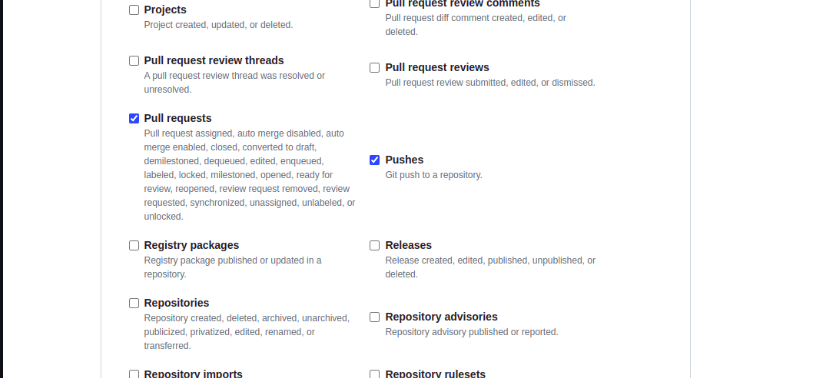 Projects
Project created, updated, or deleted.
Pull request review comments
Pull request diff comment created, edited, or
deleted.
Pull request review threads
A pull request review thread was resolved or
unresolved.
Pull request reviews
Pull request review submitted, edited, or dismissed.
Pull requests
Pull request assigned, auto merge disabled, auto
merge enabled, closed, converted to draft,
demilestoned, dequeued, edited, enqueued,
labeled, locked, milestoned, opened, ready for
review, reopened, review request removed, review
requested, synchronized, unassigned, unlabeled, or
unlocked.
Pushes
Git push to a repository.
Registry packages
Registry package published or updated in a
repository.
Releases
Release created, edited, published, unpublished, or
deleted.
Repositories
Repository created, deleted, archived, unarchived,
publicized, privatized, edited, renamed, or
transferred.
Repository advisories
Repository advisory published or reported.
Repository imports
Repository rulesets